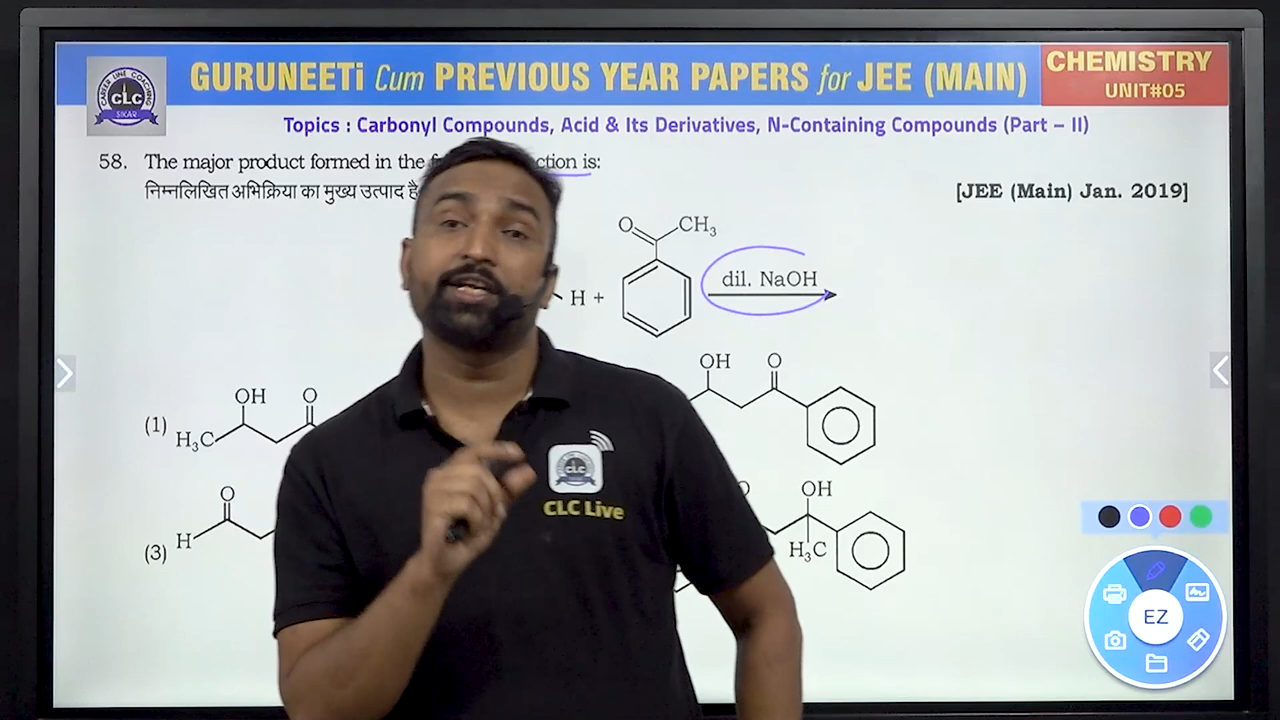 GURUNEETi Cum PREVIOUS YEAR PAPERS for JEE (MAIN)
CHEMISTRY
UNIT#05
CAREER LINE COACHING
CLC
SIKAR
Topics : Carbonyl Compounds, Acid & Its Derivatives, N-Containing Compounds (Part – II)
58. The major product formed in the
is:
निम्नलिखित अभिक्रिया का मुख्य उत्पाद
[JEE (Main) Jan. 2019]
O
CH₃
H +
dil. NaOH
OH O
(1) H₃C
OH O
O
(3) H
OH
H₃C
CLC
CLC Live
EZ